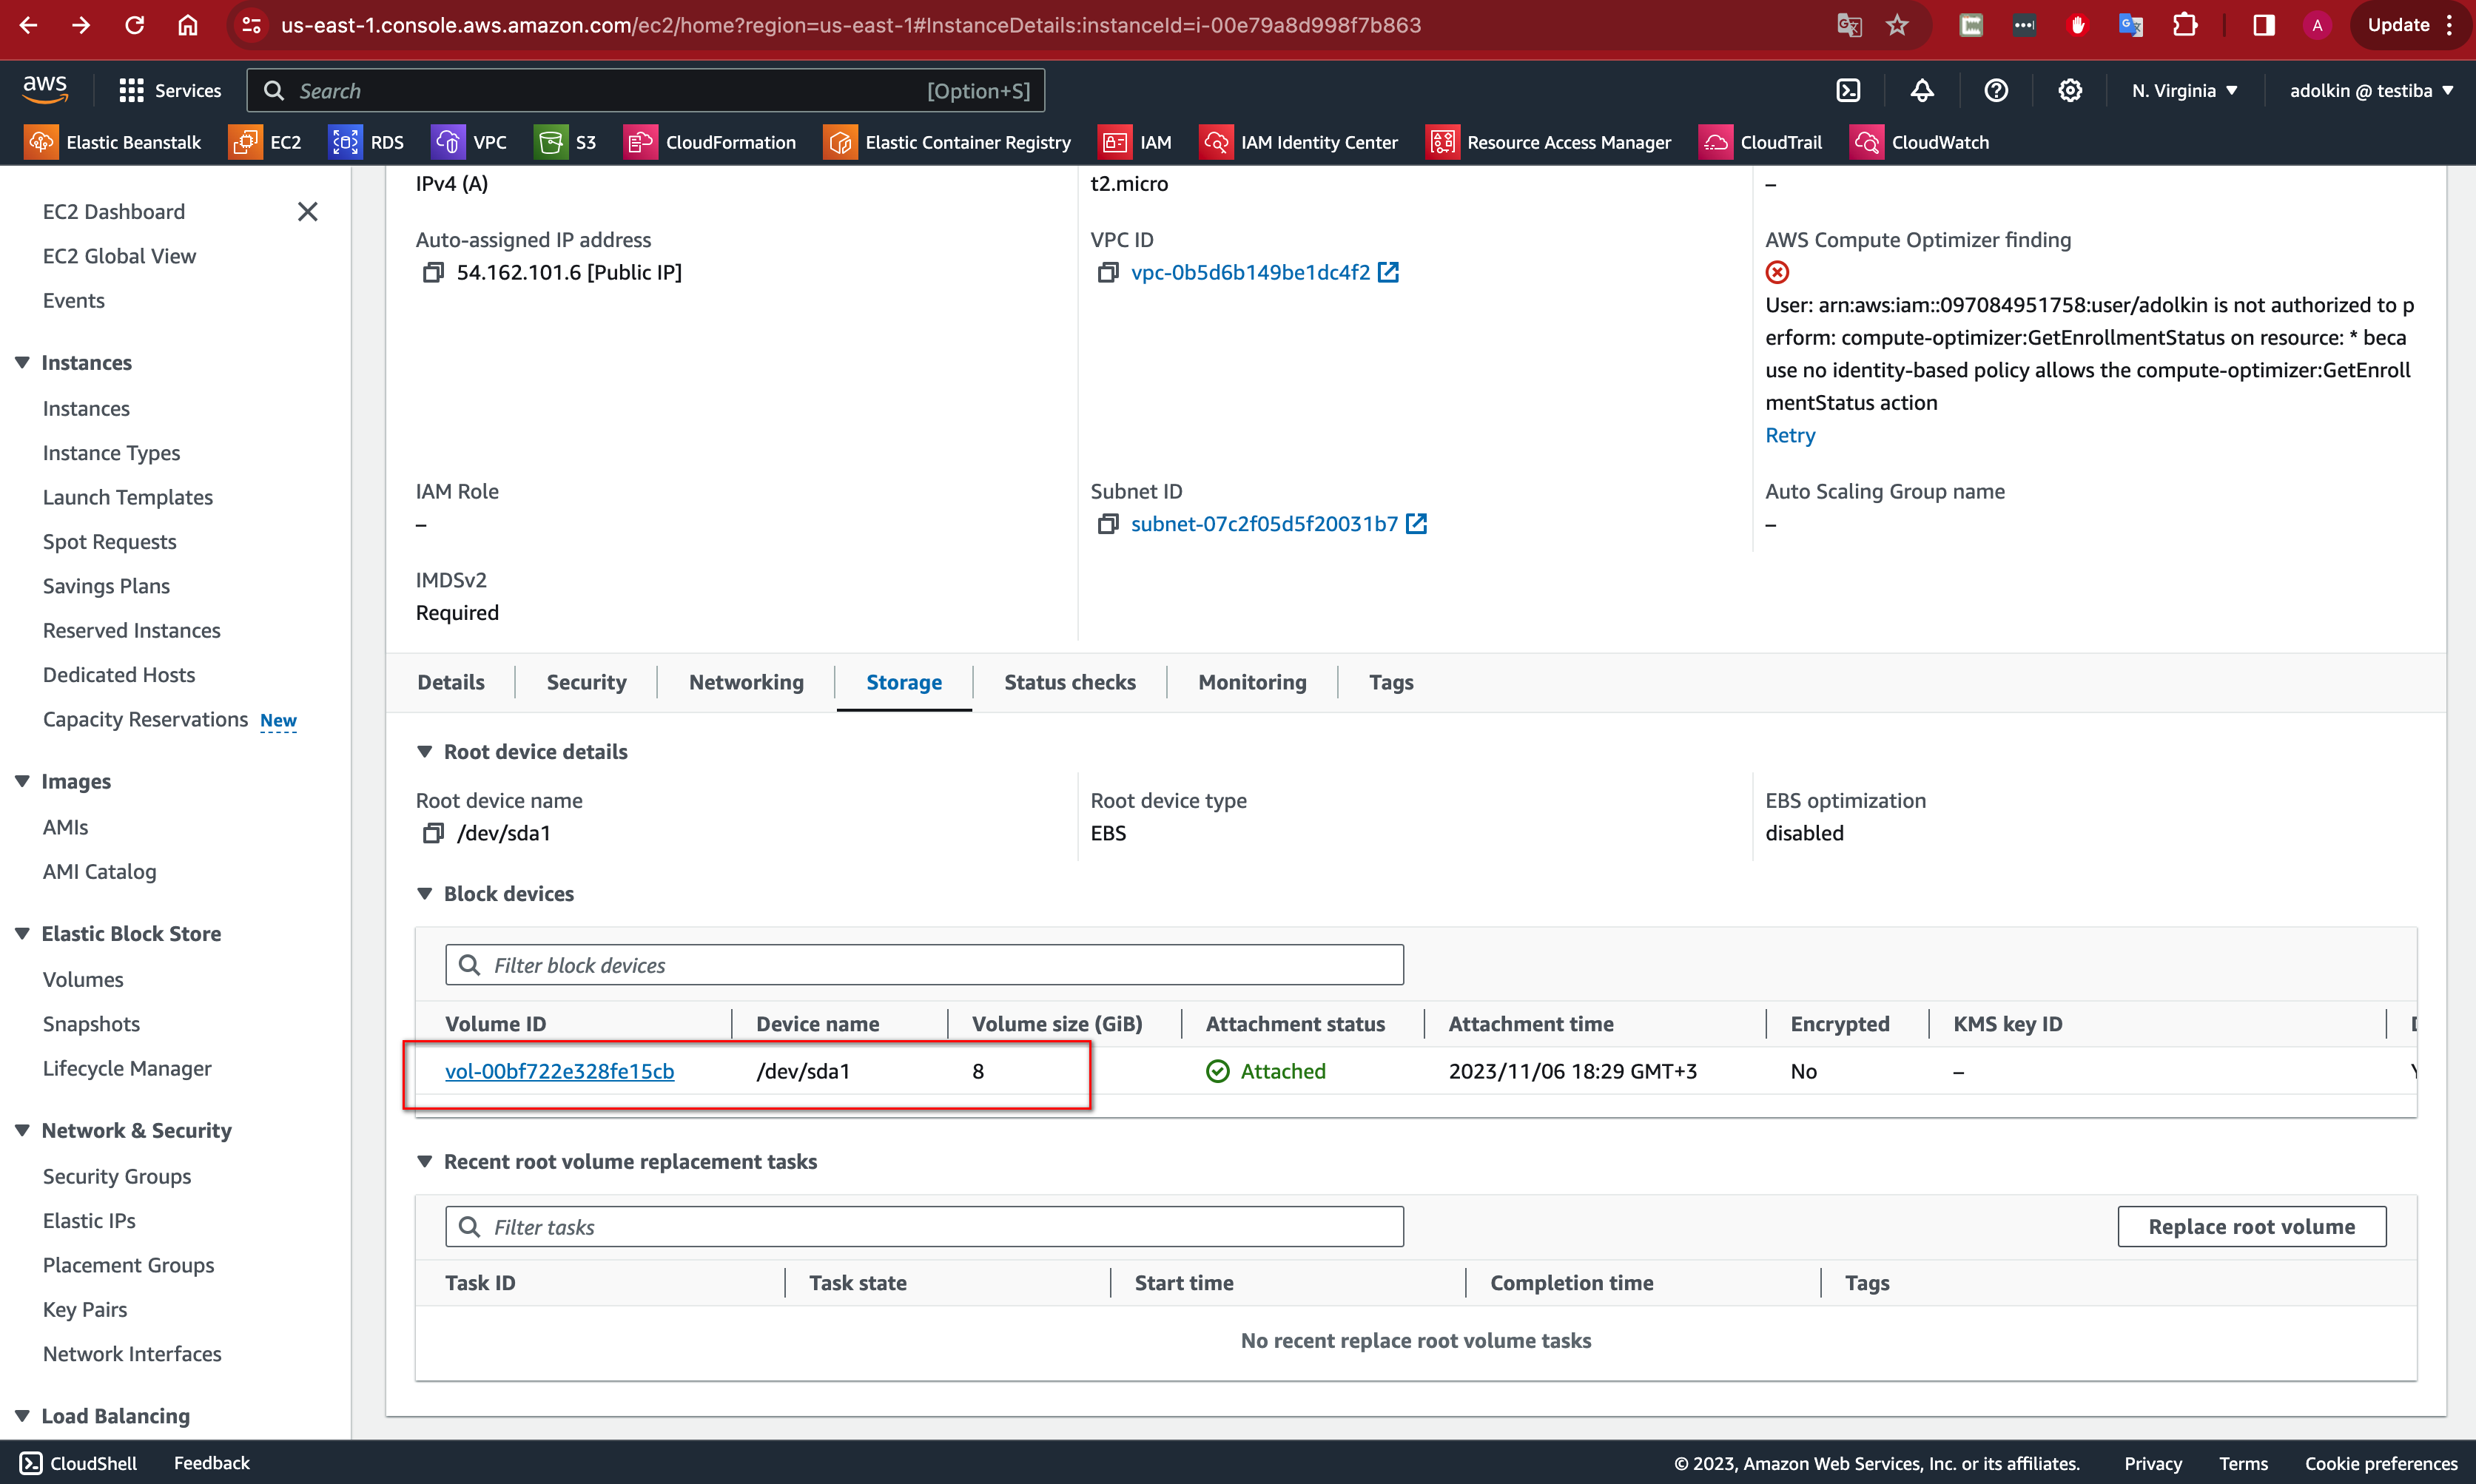 us-east-1.console.aws.amazon.com/ec2/home?region=us-east-1#InstanceDetails:instanceId=i-00e79a8d998f7b863
A
Update
aws
Services
Search
[Option+S]
N. Virginia
adolkin @ testiba
Elastic Beanstalk
EC2
RDS
VPC
S3
CloudFormation
Elastic Container Registry
IAM
IAM Identity Center
Resource Access Manager
CloudTrail
CloudWatch
EC2 Dashboard
EC2 Global View
Events
Instances
Instances
Instance Types
Launch Templates
Spot Requests
Savings Plans
Reserved Instances
Dedicated Hosts
Capacity Reservations New
Images
AMIs
AMI Catalog
Elastic Block Store
Volumes
Snapshots
Lifecycle Manager
Network & Security
Security Groups
Elastic IPs
Placement Groups
Key Pairs
Network Interfaces
Load Balancing
IPv4 (A)
t2.micro
–
Auto-assigned IP address
54.162.101.6 [Public IP]
VPC ID
vpc-0b5d6b149be1dc4f2
AWS Compute Optimizer finding
User: arn:aws:iam::097084951758:user/adolkin is not authorized to p
erform: compute-optimizer:GetEnrollmentStatus on resource: * beca
use no identity-based policy allows the compute-optimizer:GetEnroll
mentStatus action
Retry
IAM Role
–
Subnet ID
subnet-07c2f05d5f20031b7
Auto Scaling Group name
–
IMDSv2
Required
Details
Security
Networking
Storage
Status checks
Monitoring
Tags
Root device details
Root device name
/dev/sda1
Root device type
EBS
EBS optimization
disabled
Block devices
Filter block devices
Volume ID Device name Volume size (GiB) Attachment status Attachment time Encrypted KMS key ID
vol-00bf722e328fe15cb /dev/sda1 8 Attached 2023/11/06 18:29 GMT+3 No –
Recent root volume replacement tasks
Filter tasks
Replace root volume
Task ID Task state Start time Completion time Tags
No recent replace root volume tasks
CloudShell
Feedback
© 2023, Amazon Web Services, Inc. or its affiliates.
Privacy
Terms
Cookie preferences